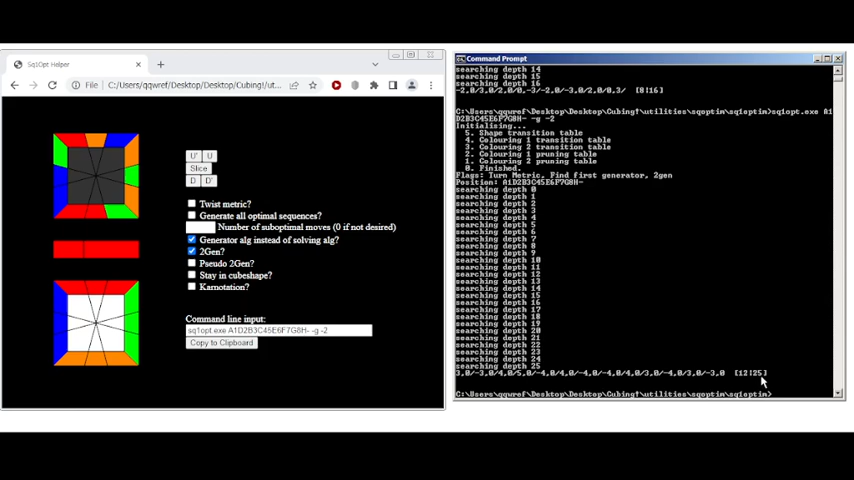 Sq1Opt Helper
File
C:/Users/qqwref/Desktop/Desktop/Cubing!/ut...
U'
U
Slice
D
D'
Twist metric?
Generate all optimal sequences?
Number of suboptimal moves (0 if not desired)
Generator alg instead of solving alg?
2Gen?
Pseudo 2Gen?
Stay in cubeshape?
Karnotation?
Command line input:
sq1opt.exe A1D2B3C45E6F7G8H- -g -2
Copy to Clipboard
Command Prompt
searching depth 14
searching depth 15
searching depth 16
-2,0/3,0/2,0/0,-3/-2,0/-3,0/2,0/0,3/ [8|16]
C:\Users\qqwref\Desktop\Desktop\Cubing!\utilities\sqoptim\sq1optim>sq1opt.exe A1
D2B3C45E6F7G8H- -g -2
Initialising...
5. Shape transition table
4. Colouring 1 transition table
3. Colouring 2 transition table
2. Colouring 1 pruning table
1. Colouring 2 pruning table
0. Finished.
Flags: Turn Metric. Find first generator, 2gen
Position: A1D2B3C45E6F7G8H-
searching depth 0
searching depth 1
searching depth 2
searching depth 3
searching depth 4
searching depth 5
searching depth 6
searching depth 7
searching depth 8
searching depth 9
searching depth 10
searching depth 11
searching depth 12
searching depth 13
searching depth 14
searching depth 15
searching depth 16
searching depth 17
searching depth 18
searching depth 19
searching depth 20
searching depth 21
searching depth 22
searching depth 23
searching depth 24
searching depth 25
3,0/-3,0/4,0/5,0/-4,0/4,0/-4,0/-4,0/4,0/3,0/-4,0/3,0/-3,0 [12|25]
C:\Users\qqwref\Desktop\Desktop\Cubing!\utilities\sqoptim\sq1optim>